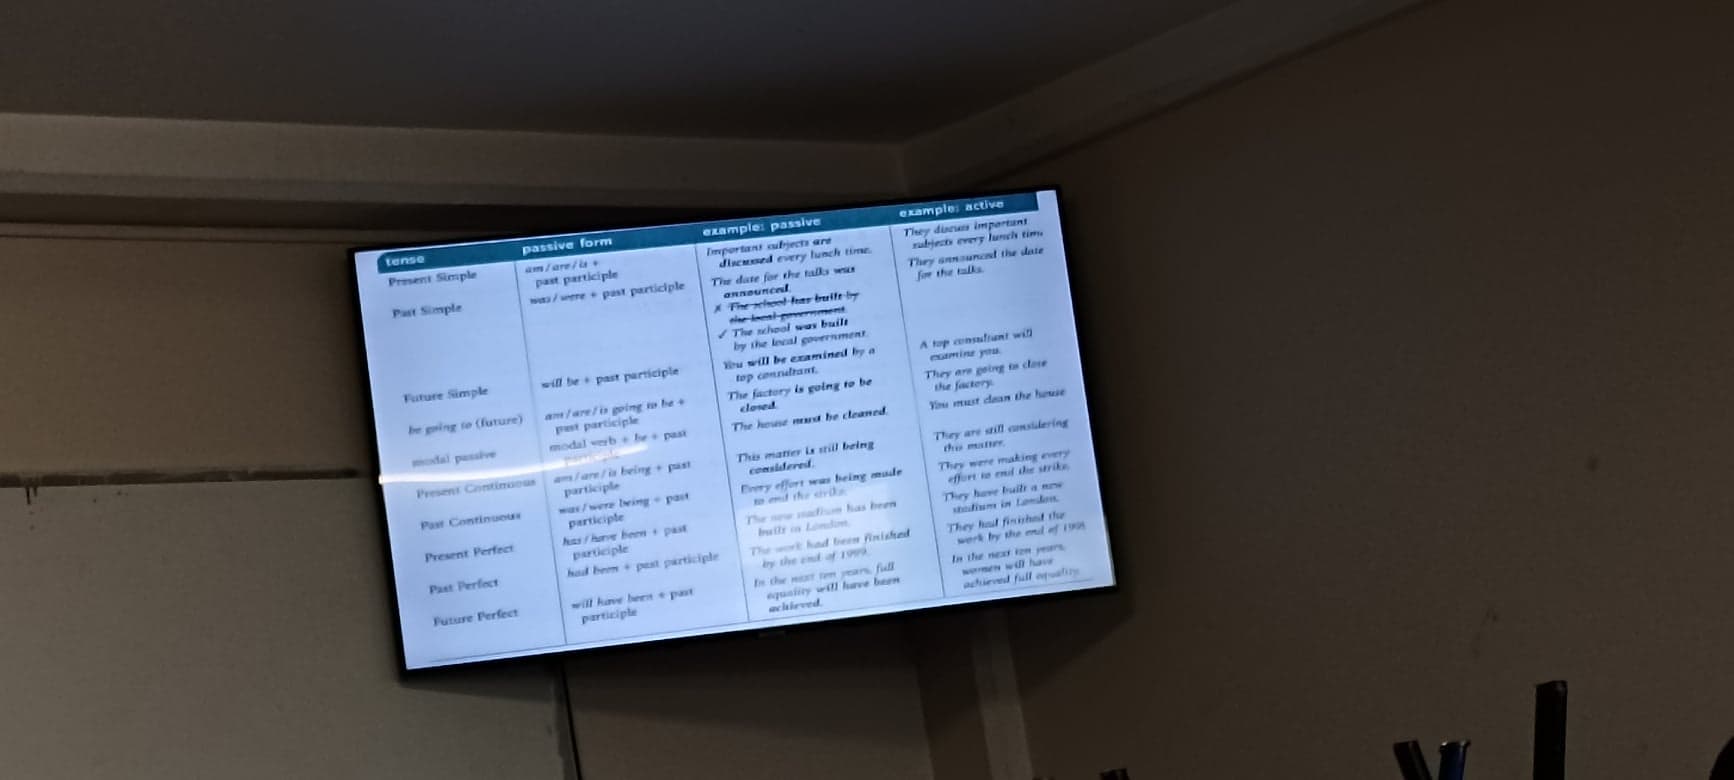 tense passive form example: passive example: active
Present Simple am/are/is + Important subjects are They discuss important
past participle discussed every lunch time. subjects every lunch time
Past Simple was/were + past participle The date for the talks was They announced the date
announced. for the talks.
✗ The school has built by
the local government.
✓ The school was built
by the local government.
Future Simple will be + past participle You will be examined by a A top consultant will
top consultant. examine you.
be going to (future) am/are/is going to be + The factory is going to be They are going to close
past participle closed. the factory.
modal passive modal verb + be + past The house must be cleaned. You must clean the house
participle
Present Continuous am/are/is being + past This matter is still being They are still considering
participle considered. this matter.
Past Continuous was/were being + past Every effort was being made They were making every
participle to end the strike. effort to end the strike.
Present Perfect has/have been + past The new stadium has been They have built a new
participle built in London. stadium in London.
Past Perfect had been + past participle The work had been finished They had finished the
by the end of 1999. work by the end of
Future Perfect will have been + past In the next ten years, full In the next ten years,
participle equality will have been women will have
achieved. achieved full equality.